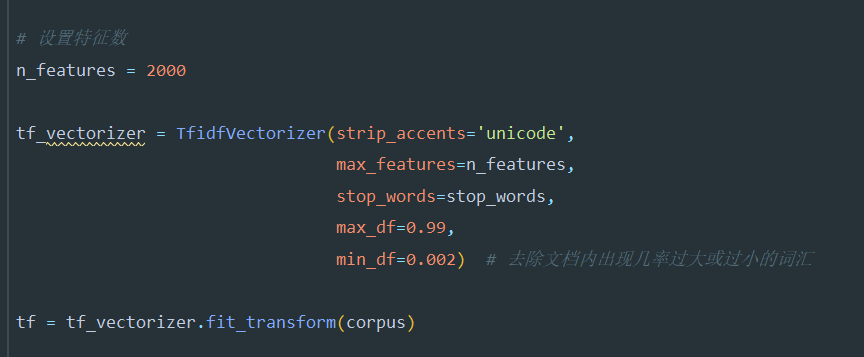 # 设置特征数
n_features = 2000
tf_vectorizer = TfidfVectorizer(strip_accents='unicode',
max_features=n_features,
stop_words=stop_words,
max_df=0.99,
min_df=0.002)  # 去除文档内出现几率过大或过小的词汇
tf = tf_vectorizer.fit_transform(corpus)